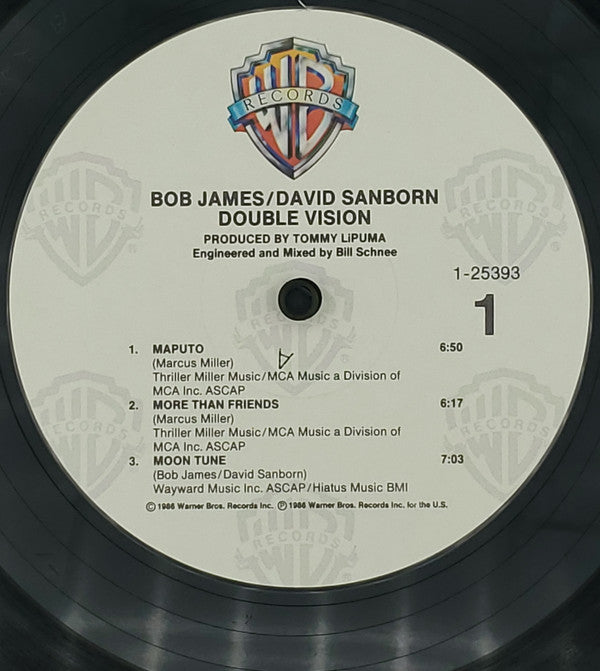 WB
RECORDS
BOB JAMES/DAVID SANBORN
DOUBLE VISION
PRODUCED BY TOMMY LiPUMA
Engineered and Mixed by Bill Schnee
1-25393
1
1. MAPUTO 6:50
(Marcus Miller)
Thriller Miller Music/MCA Music a Division of
MCA Inc. ASCAP
2. MORE THAN FRIENDS 6:17
(Marcus Miller)
Thriller Miller Music/MCA Music a Division of
MCA Inc. ASCAP
3. MOON TUNE 7:03
(Bob James/David Sanborn)
Wayward Music Inc. ASCAP/Hiatus Music BMI
© 1986 Warner Bros. Records Inc. ℗ 1986 Warner Bros. Records Inc. for the U.S.